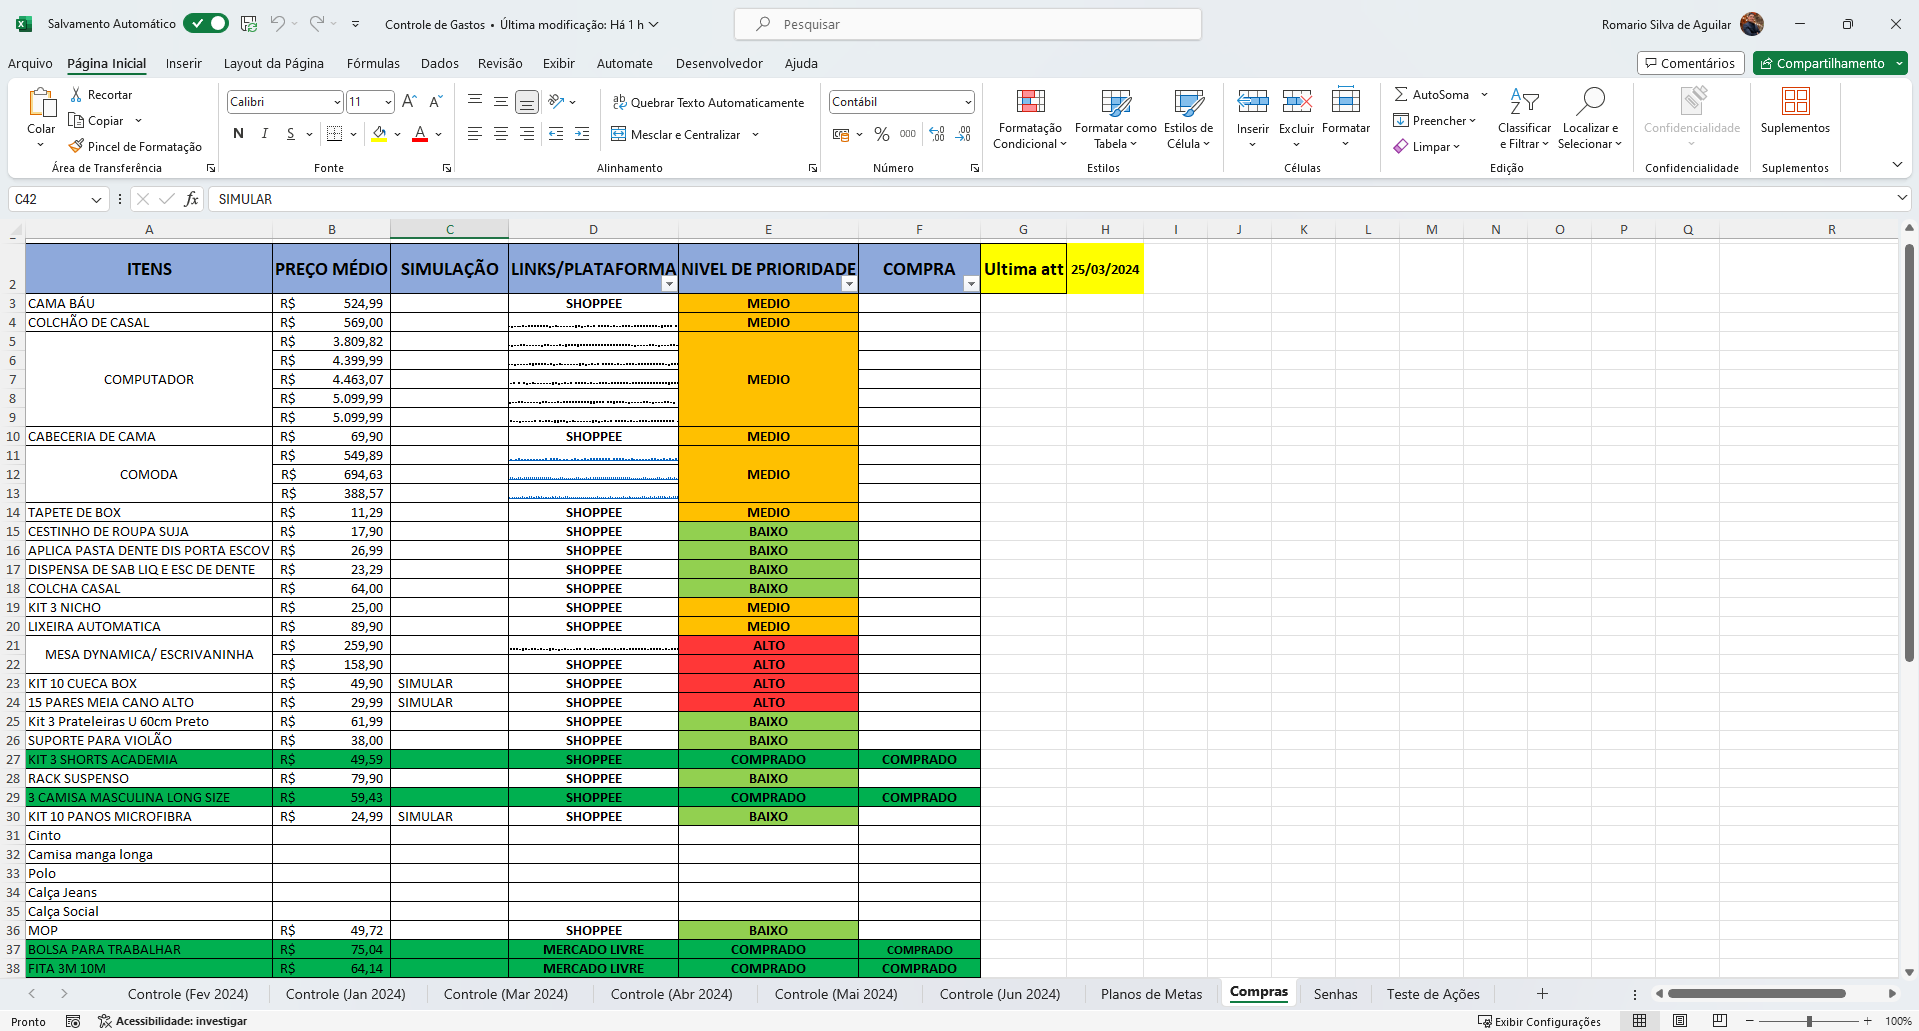 Salvamento Automático
Controle de Gastos • Última modificação: Há 1 h
Pesquisar
Romario Silva de Aguilar
Arquivo Página Inicial Inserir Layout da Página Fórmulas Dados Revisão Exibir Automate Desenvolvedor Ajuda
Comentários Compartilhamento
Colar Recortar Copiar Pincel de Formatação
Área de Transferência
Calibri 11
N I S
Fonte
Quebrar Texto Automaticamente
Mesclar e Centralizar
Alinhamento
Contábil
% 000
Número
Formatação Condicional
Formatar como Tabela
Estilos de Célula
Estilos
Inserir Excluir Formatar
Células
AutoSoma Preencher Limpar
Classificar e Filtrar
Localizar e Selecionar
Edição
Confidencialidade
Confidencialidade
Suplementos
Suplementos
C42 fx SIMULAR
A B C D E F G H I J K L M N O P Q R
2 ITENS PREÇO MÉDIO SIMULAÇÃO LINKS/PLATAFORMA NIVEL DE PRIORIDADE COMPRA Ultima att 25/03/2024
3 CAMA BÁU R$ 524,99 SHOPPEE MEDIO
4 COLCHÃO DE CASAL R$ 569,00 MEDIO
5 R$ 3.809,82
6 R$ 4.399,99
7 COMPUTADOR R$ 4.463,07 MEDIO
8 R$ 5.099,99
9 R$ 5.099,99
10 CABECERIA DE CAMA R$ 69,90 SHOPPEE MEDIO
11 R$ 549,89
12 COMODA R$ 694,63 MEDIO
13 R$ 388,57
14 TAPETE DE BOX R$ 11,29 SHOPPEE MEDIO
15 CESTINHO DE ROUPA SUJA R$ 17,90 SHOPPEE BAIXO
16 APLICA PASTA DENTE DIS PORTA ESCOV R$ 26,99 SHOPPEE BAIXO
17 DISPENSA DE SAB LIQ E ESC DE DENTE R$ 23,29 SHOPPEE BAIXO
18 COLCHA CASAL R$ 64,00 SHOPPEE BAIXO
19 KIT 3 NICHO R$ 25,00 SHOPPEE MEDIO
20 LIXEIRA AUTOMATICA R$ 89,90 SHOPPEE MEDIO
21 MESA DYNAMICA/ ESCRIVANINHA R$ 259,90 ALTO
22 R$ 158,90 SHOPPEE ALTO
23 KIT 10 CUECA BOX R$ 49,90 SIMULAR SHOPPEE ALTO
24 15 PARES MEIA CANO ALTO R$ 29,99 SIMULAR SHOPPEE ALTO
25 Kit 3 Prateleiras U 60cm Preto R$ 61,99 SHOPPEE BAIXO
26 SUPORTE PARA VIOLÃO R$ 38,00 SHOPPEE BAIXO
27 KIT 3 SHORTS ACADEMIA R$ 49,59 SHOPPEE COMPRADO COMPRADO
28 RACK SUSPENSO R$ 79,90 SHOPPEE BAIXO
29 3 CAMISA MASCULINA LONG SIZE R$ 59,43 SHOPPEE COMPRADO COMPRADO
30 KIT 10 PANOS MICROFIBRA R$ 24,99 SIMULAR SHOPPEE BAIXO
31 Cinto
32 Camisa manga longa
33 Polo
34 Calça Jeans
35 Calça Social
36 MOP R$ 49,72 SHOPPEE BAIXO
37 BOLSA PARA TRABALHAR R$ 75,04 MERCADO LIVRE COMPRADO COMPRADO
38 FITA 3M 10M R$ 64,14 MERCADO LIVRE COMPRADO COMPRADO
Controle (Fev 2024) Controle (Jan 2024) Controle (Mar 2024) Controle (Abr 2024) Controle (Mai 2024) Controle (Jun 2024) Planos de Metas Compras Senhas Teste de Ações
Pronto Acessibilidade: investigar Exibir Configurações 100%